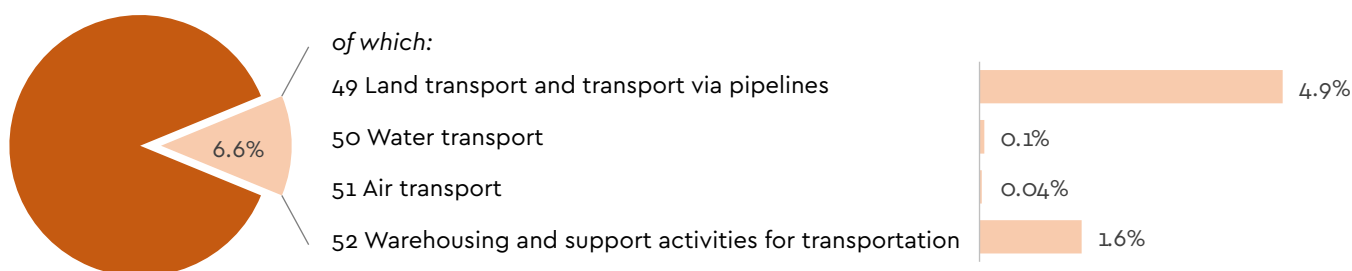 of which:
49 Land transport and transport via pipelines 4.9%
50 Water transport 0.1%
6.6%
51 Air transport 0.04%
52 Warehousing and support activities for transportation 1.6%